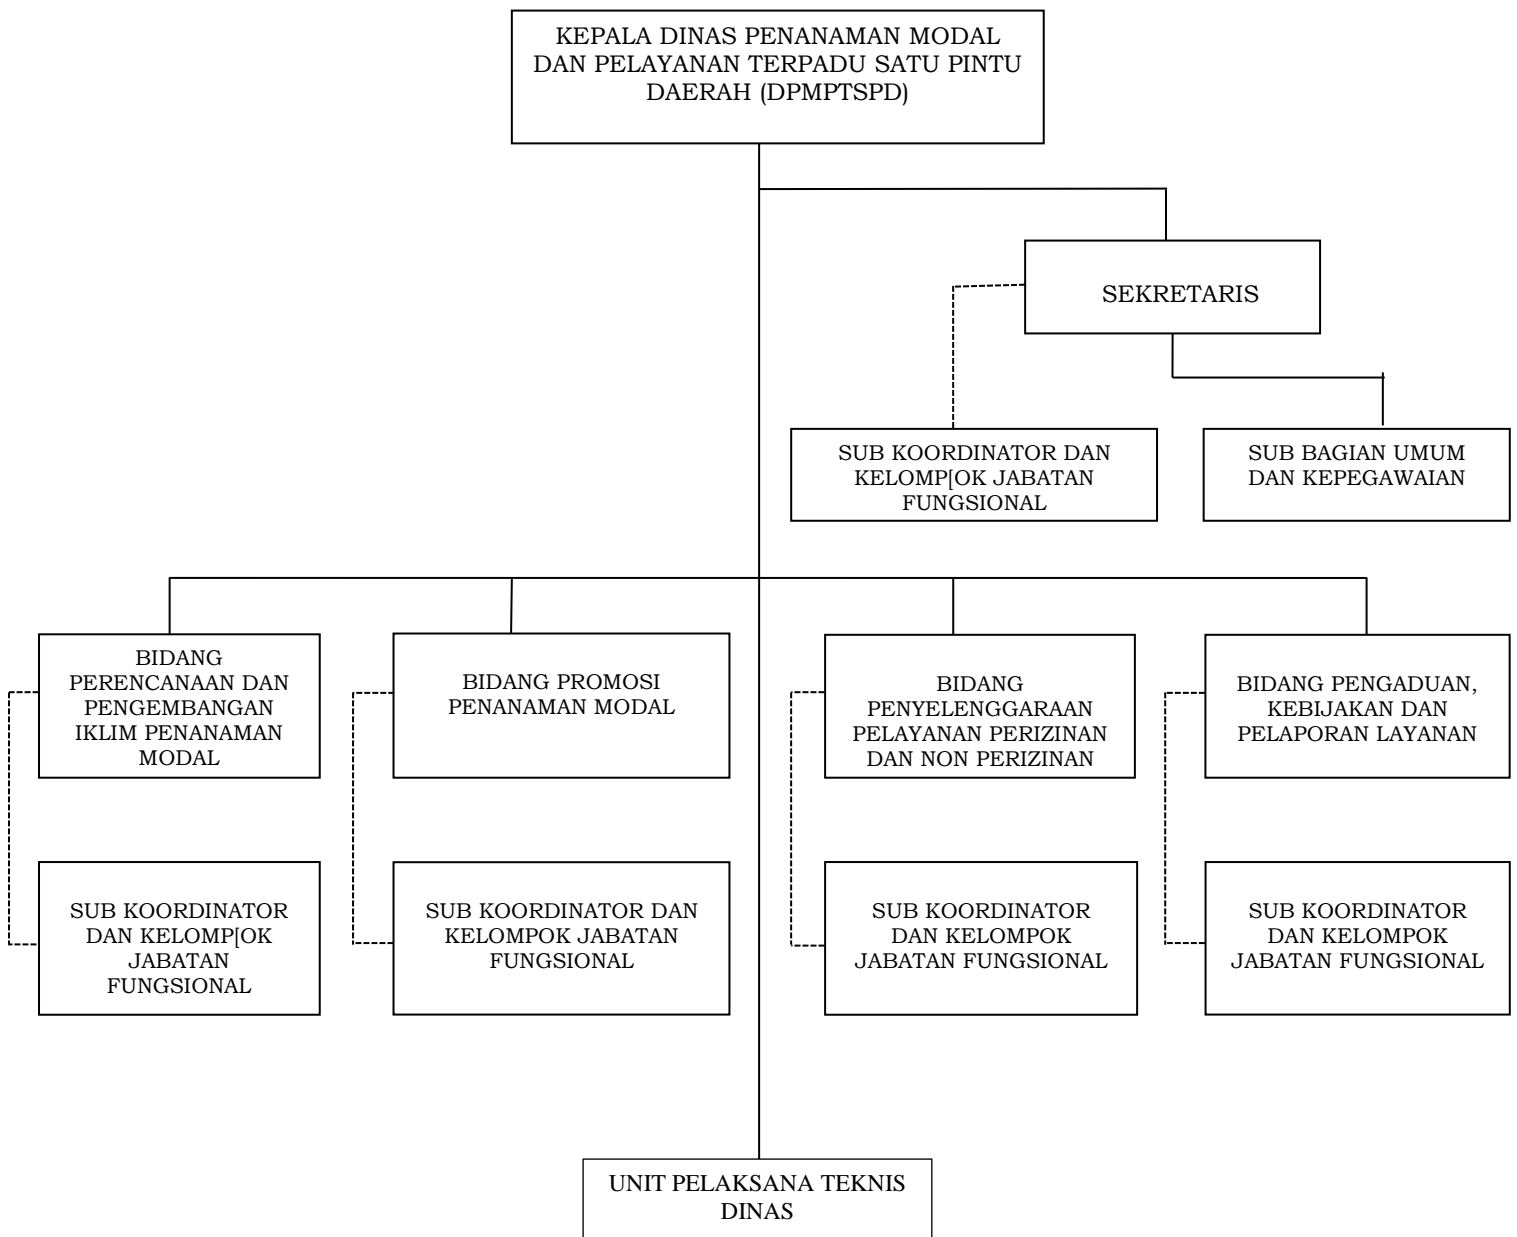 KEPALA DINAS PENANAMAN MODAL
DAN PELAYANAN TERPADU SATU PINTU
DAERAH (DPMPTSPD)
SEKRETARIS
SUB KOORDINATOR DAN
KELOMP[OK JABATAN
FUNGSIONAL
SUB BAGIAN UMUM
DAN KEPEGAWAIAN
BIDANG
PERENCANAAN DAN
PENGEMBANGAN
IKLIM PENANAMAN
MODAL
BIDANG PROMOSI
PENANAMAN MODAL
BIDANG
PENYELENGGARAAN
PELAYANAN PERIZINAN
DAN NON PERIZINAN
BIDANG PENGADUAN,
KEBIJAKAN DAN
PELAPORAN LAYANAN
SUB KOORDINATOR
DAN KELOMP[OK
JABATAN
FUNGSIONAL
SUB KOORDINATOR DAN
KELOMPOK JABATAN
FUNGSIONAL
SUB KOORDINATOR
DAN KELOMPOK
JABATAN FUNGSIONAL
SUB KOORDINATOR
DAN KELOMPOK
JABATAN FUNGSIONAL
UNIT PELAKSANA TEKNIS
DINAS